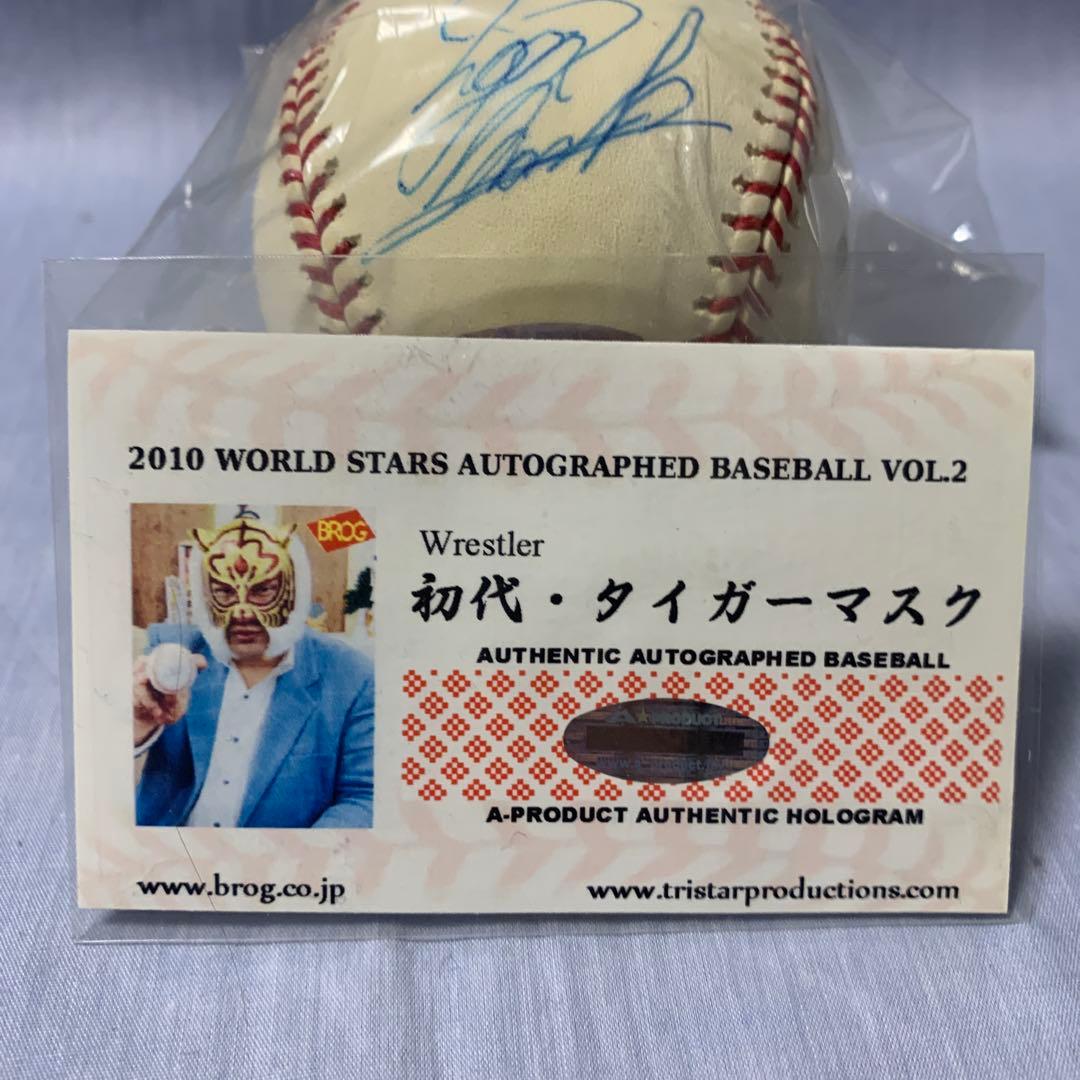 2010 WORLD STARS AUTOGRAPHED BASEBALL VOL.2
BROG
Wrestler
初代・タイガーマスク
AUTHENTIC AUTOGRAPHED BASEBALL
A★PRODUCT
A-PRODUCT AUTHENTIC HOLOGRAM
www.brog.co.jp
www.tristarproductions.com